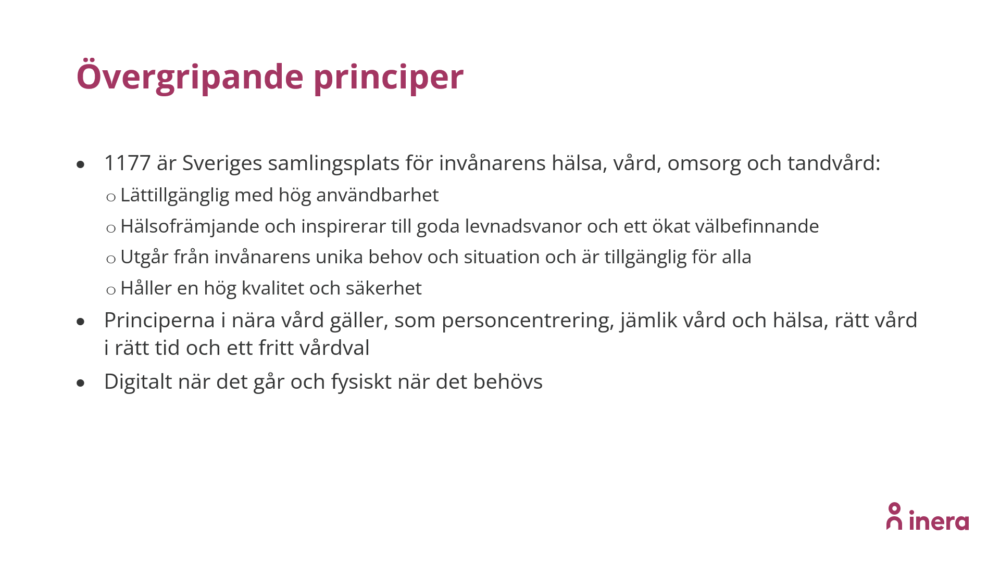 Övergripande principer
• 1177 är Sveriges samlingsplats för invånarens hälsa, vård, omsorg och tandvård:
o Lättillgänglig med hög användbarhet
o Hälsofrämjande och inspirerar till goda levnadsvanor och ett ökat välbefinnande
o Utgår från invånarens unika behov och situation och är tillgänglig för alla
o Håller en hög kvalitet och säkerhet
• Principerna i nära vård gäller, som personcentrering, jämlik vård och hälsa, rätt vård
i rätt tid och ett fritt vårdval
• Digitalt när det går och fysiskt när det behövs
inera